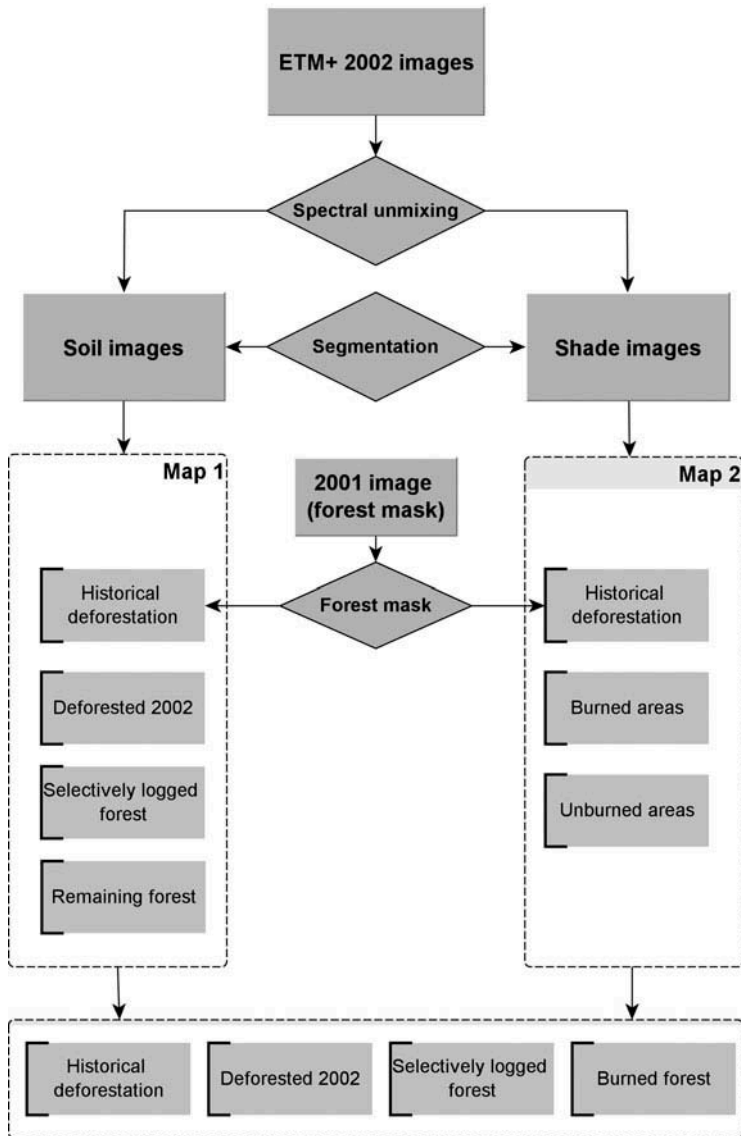 ETM+ 2002 images
Spectral unmixing
Soil images
Segmentation
Shade images
Map 1
2001 image
(forest mask)
Map 2
Historical
deforestation
Forest mask
Historical
deforestation
Deforested 2002
Burned areas
Selectively logged
forest
Unburned areas
Remaining forest
Historical
deforestation
Deforested 2002
Selectively logged
forest
Burned forest